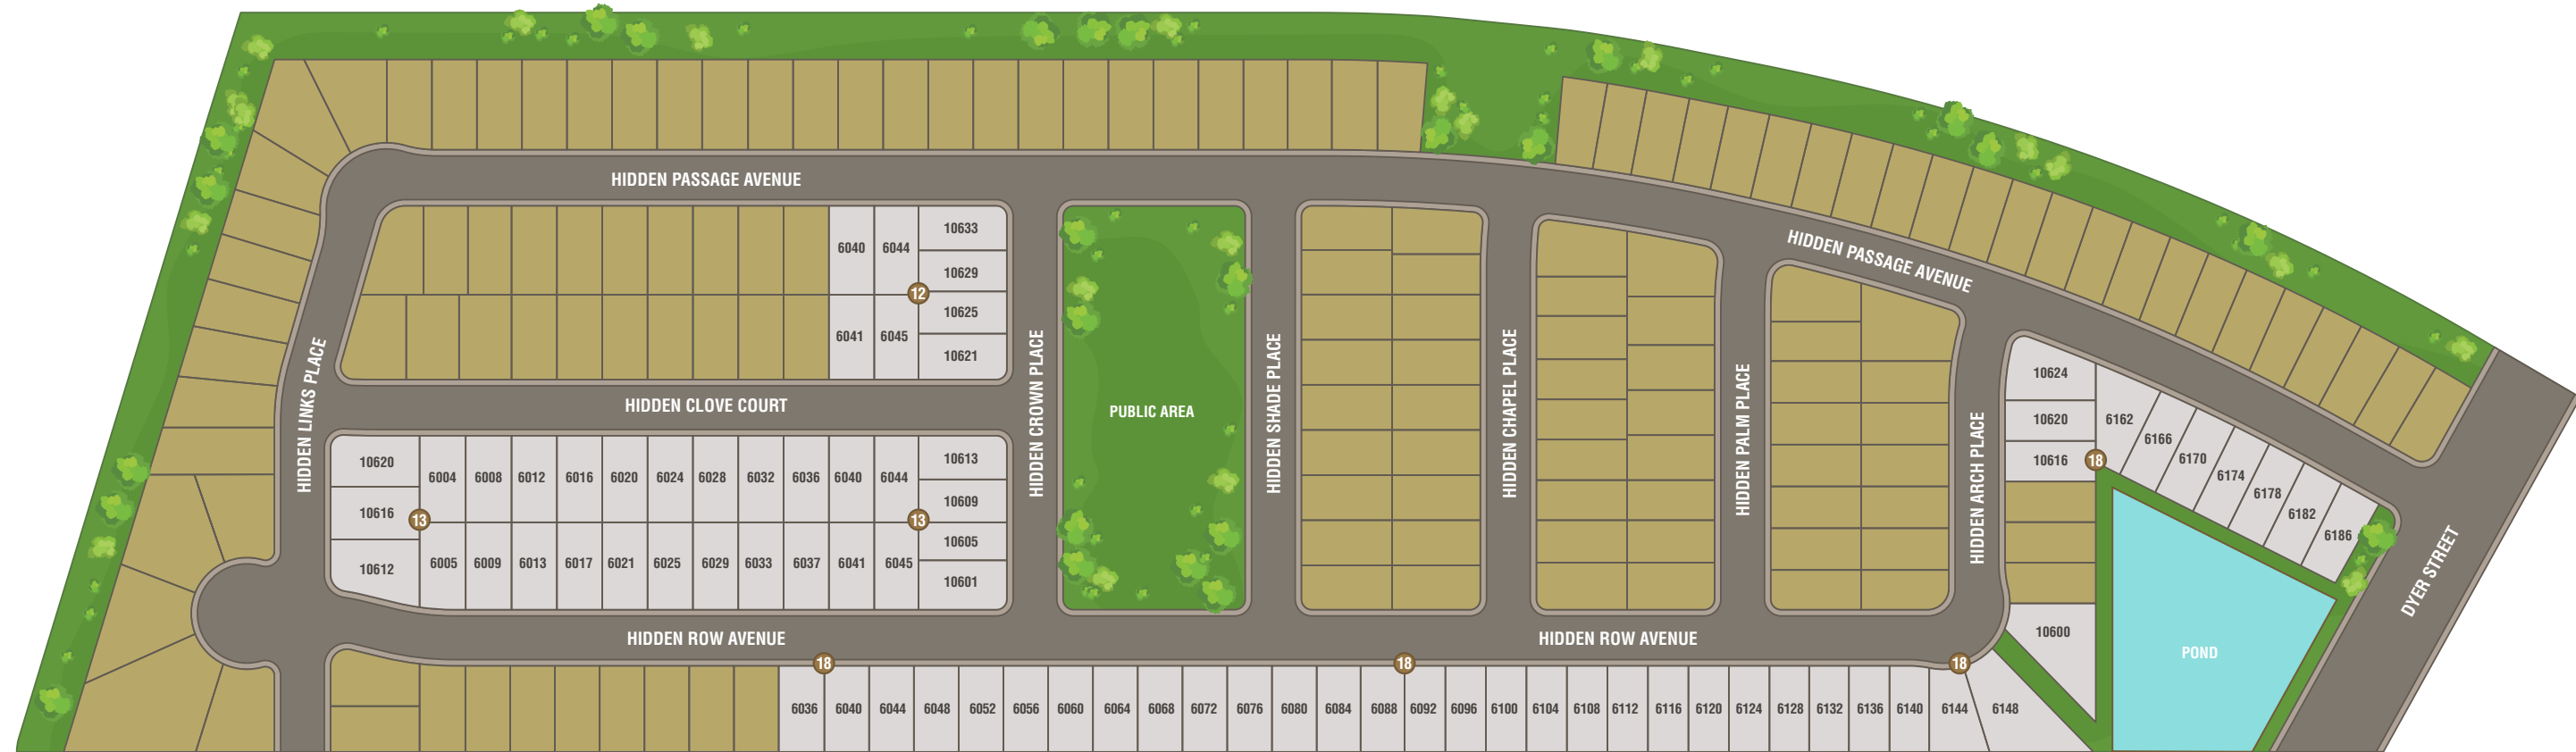 HIDDEN PASSAGE AVENUE
HIDDEN PASSAGE AVENUE
6040 6044 10633
10629
12
6041 6045 10625
10621
HIDDEN LINKS PLACE
HIDDEN CLOVE COURT
HIDDEN CROWN PLACE
PUBLIC AREA
HIDDEN SHADE PLACE
HIDDEN CHAPEL PLACE
HIDDEN PALM PLACE
HIDDEN ARCH PLACE
10624
10620
10616
18
6162
6166
6170
6174
6178
6182
6186
DYER STREET
10620
10616
10612
13
6004 6008 6012 6016 6020 6024 6028 6032 6036 6040 6044
6005 6009 6013 6017 6021 6025 6029 6033 6037 6041 6045
13
10613
10609
10605
10601
HIDDEN ROW AVENUE
HIDDEN ROW AVENUE
10600
POND
18
18
18
6036 6040 6044 6048 6052 6056 6060 6064 6068 6072 6076 6080 6084 6088 6092 6096 6100 6104 6108 6112 6116 6120 6124 6128 6132 6136 6140 6144 6148